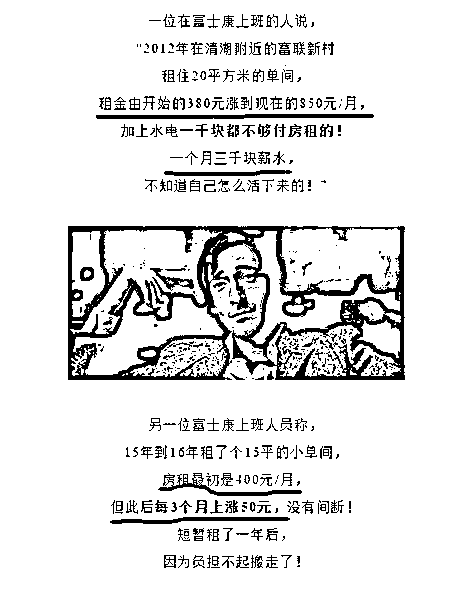 一位在富士康上班的人说，
“2012年在清湖附近的富联新村
租住20平方米的单间，
租金由开始的380元涨到现在的850元/月，
加上水电一千块都不够付房租的！
一个月三千块薪水，
不知道自己怎么活下来的！”
另一位富士康上班人员称，
15年到16年租了个15平的小单间，
房租最初是400元/月，
但此后每3个月上涨50元，没有间断！
短暂租了一年后，
因为负担不起搬走了！